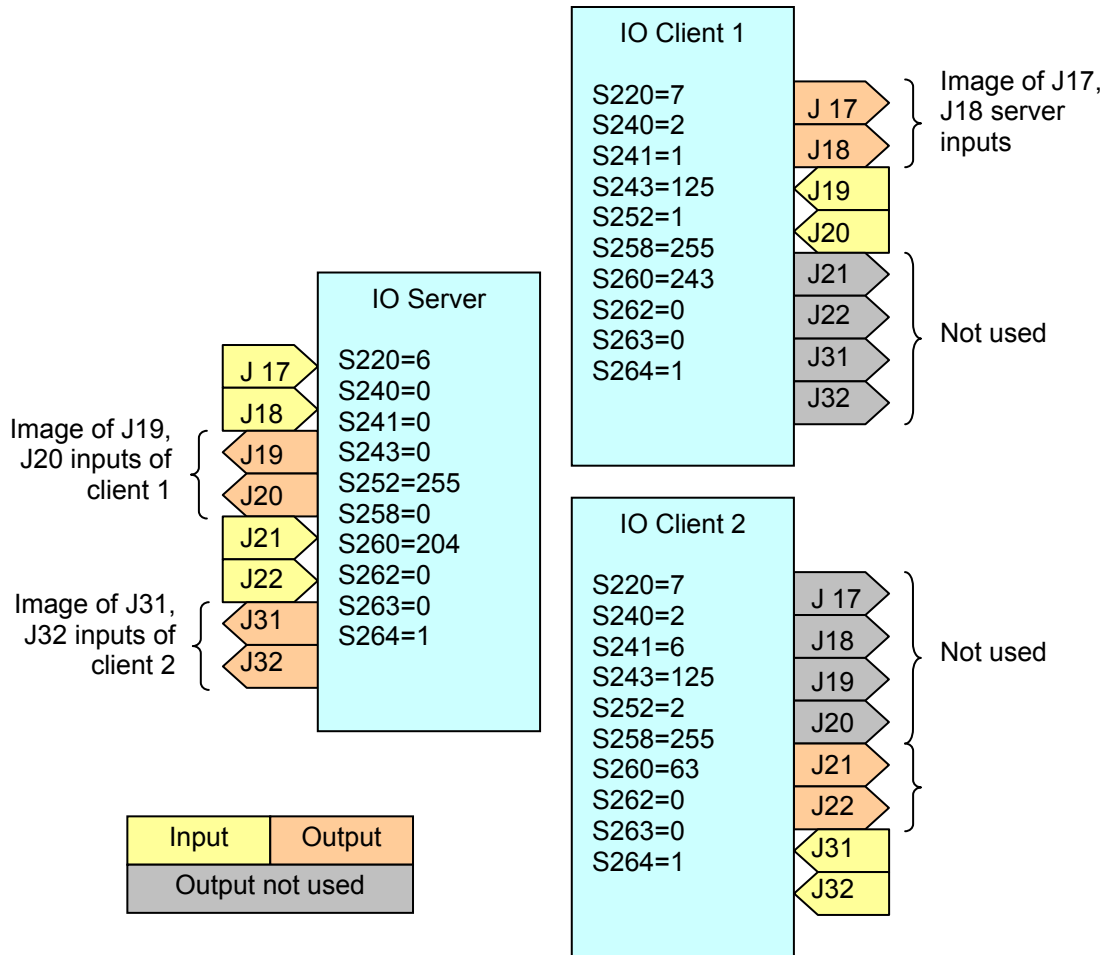 IO Client 1
S220=7
S240=2
S241=1
S243=125
S252=1
S258=255
S260=243
S262=0
S263=0
S264=1
J 17
J18
J19
J20
J21
J22
J31
J32
Image of J17,
J18 server
inputs
Not used
IO Server
S220=6
S240=0
S241=0
S243=0
S252=255
S258=0
S260=204
S262=0
S263=0
S264=1
J 17
J18
J19
J20
J21
J22
J31
J32
Image of J19,
J20 inputs of
client 1
Image of J31,
J32 inputs of
client 2
IO Client 2
S220=7
S240=2
S241=6
S243=125
S252=2
S258=255
S260=63
S262=0
S263=0
S264=1
J 17
J18
J19
J20
J21
J22
J31
J32
Not used
Input Output
Output not used